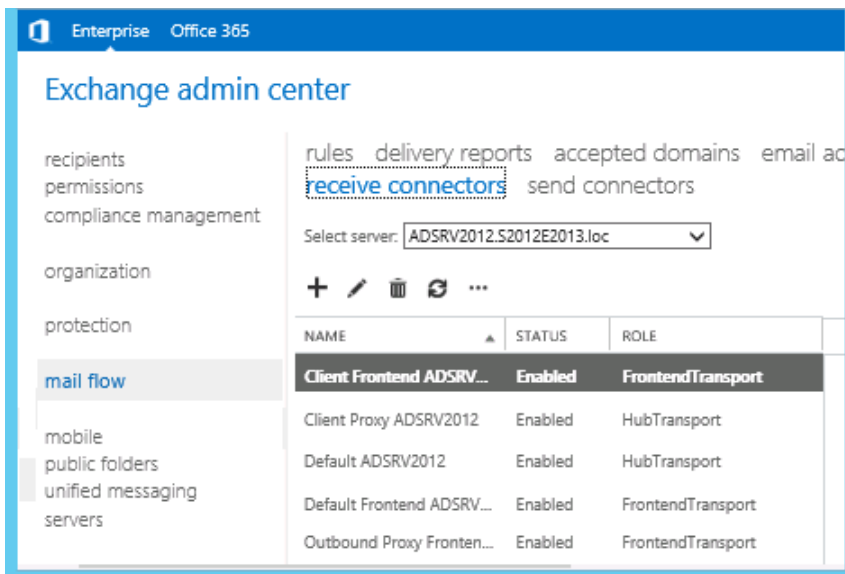 Enterprise Office 365
Exchange admin center
recipients
permissions
compliance management
organization
protection
mail flow
mobile
public folders
unified messaging
servers
rules delivery reports accepted domains email ad
receive connectors send connectors
Select server: ADSRV2012.S2012E2013.loc
NAME STATUS ROLE
Client Frontend ADSRV... Enabled FrontendTransport
Client Proxy ADSRV2012 Enabled HubTransport
Default ADSRV2012 Enabled HubTransport
Default Frontend ADSRV... Enabled FrontendTransport
Outbound Proxy Fronten... Enabled FrontendTransport